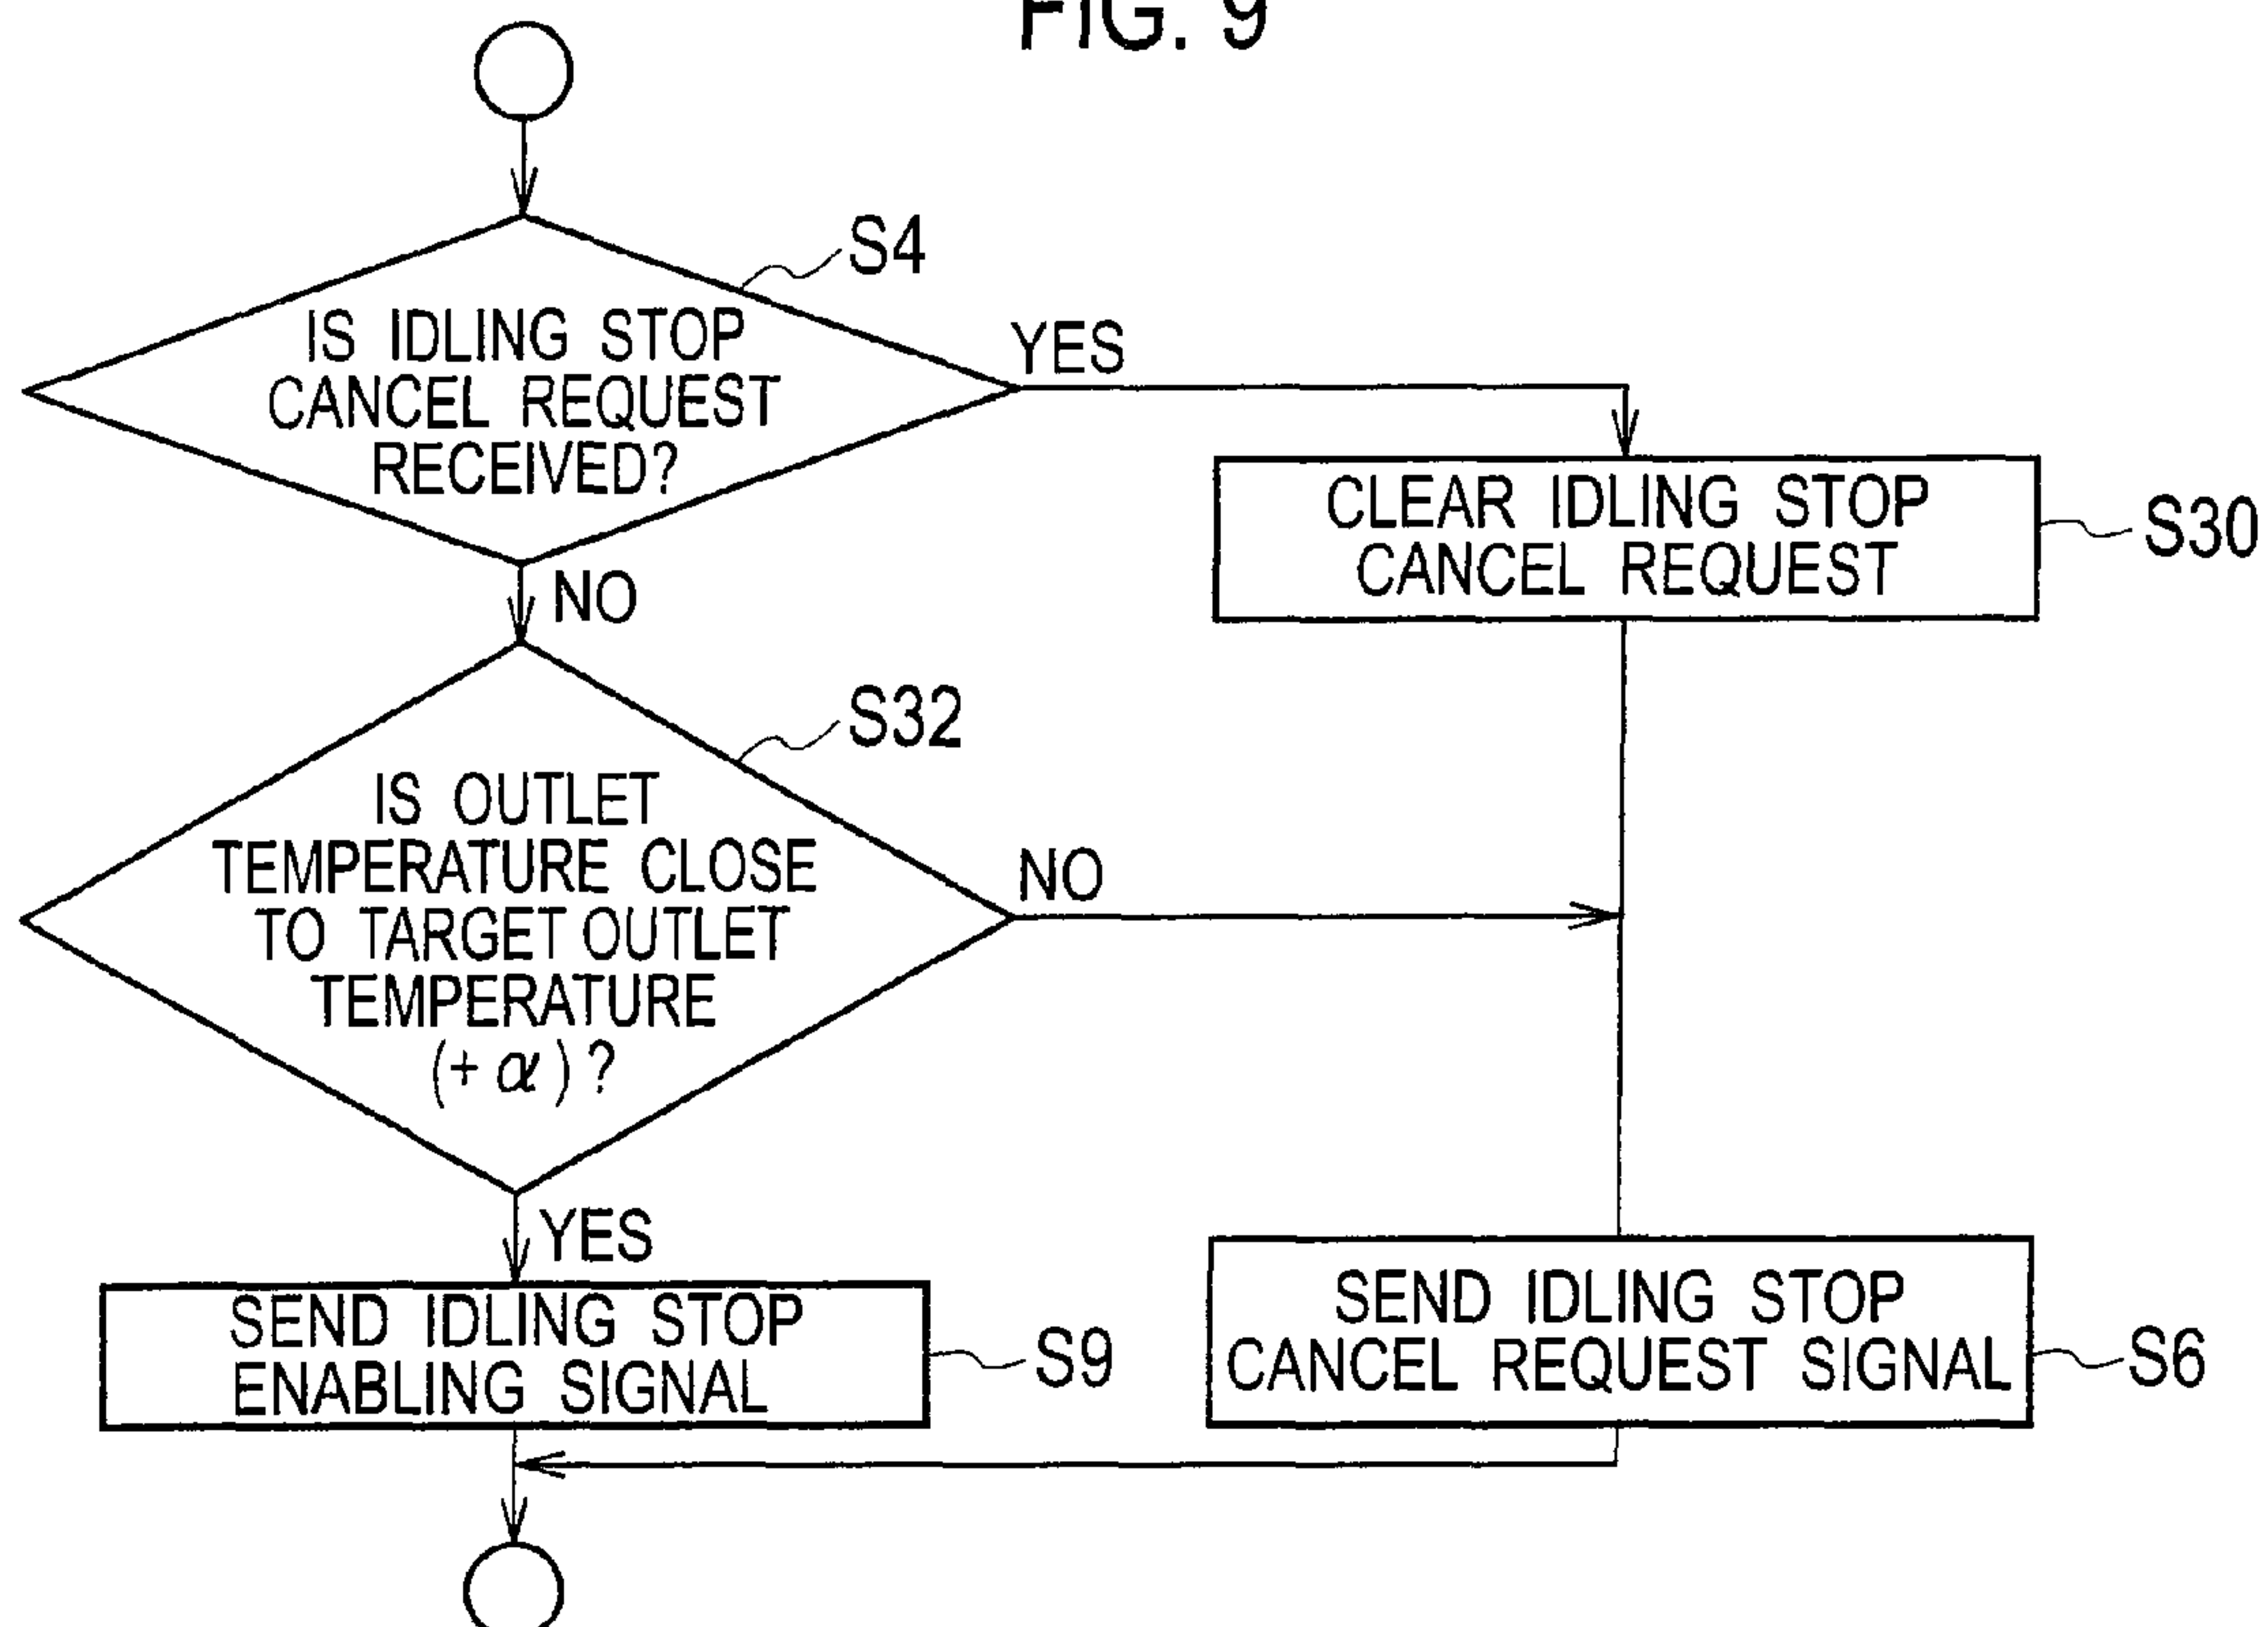 FIG. 9
S4
IS IDLING STOP
CANCEL REQUEST
RECEIVED?
YES
CLEAR IDLING STOP
CANCEL REQUEST
S30
NO
S32
IS OUTLET
TEMPERATURE CLOSE
TO TARGET OUTLET
TEMPERATURE
(+ α) ?
NO
YES
SEND IDLING STOP
ENABLING SIGNAL
S9
SEND IDLING STOP
CANCEL REQUEST SIGNAL
S6